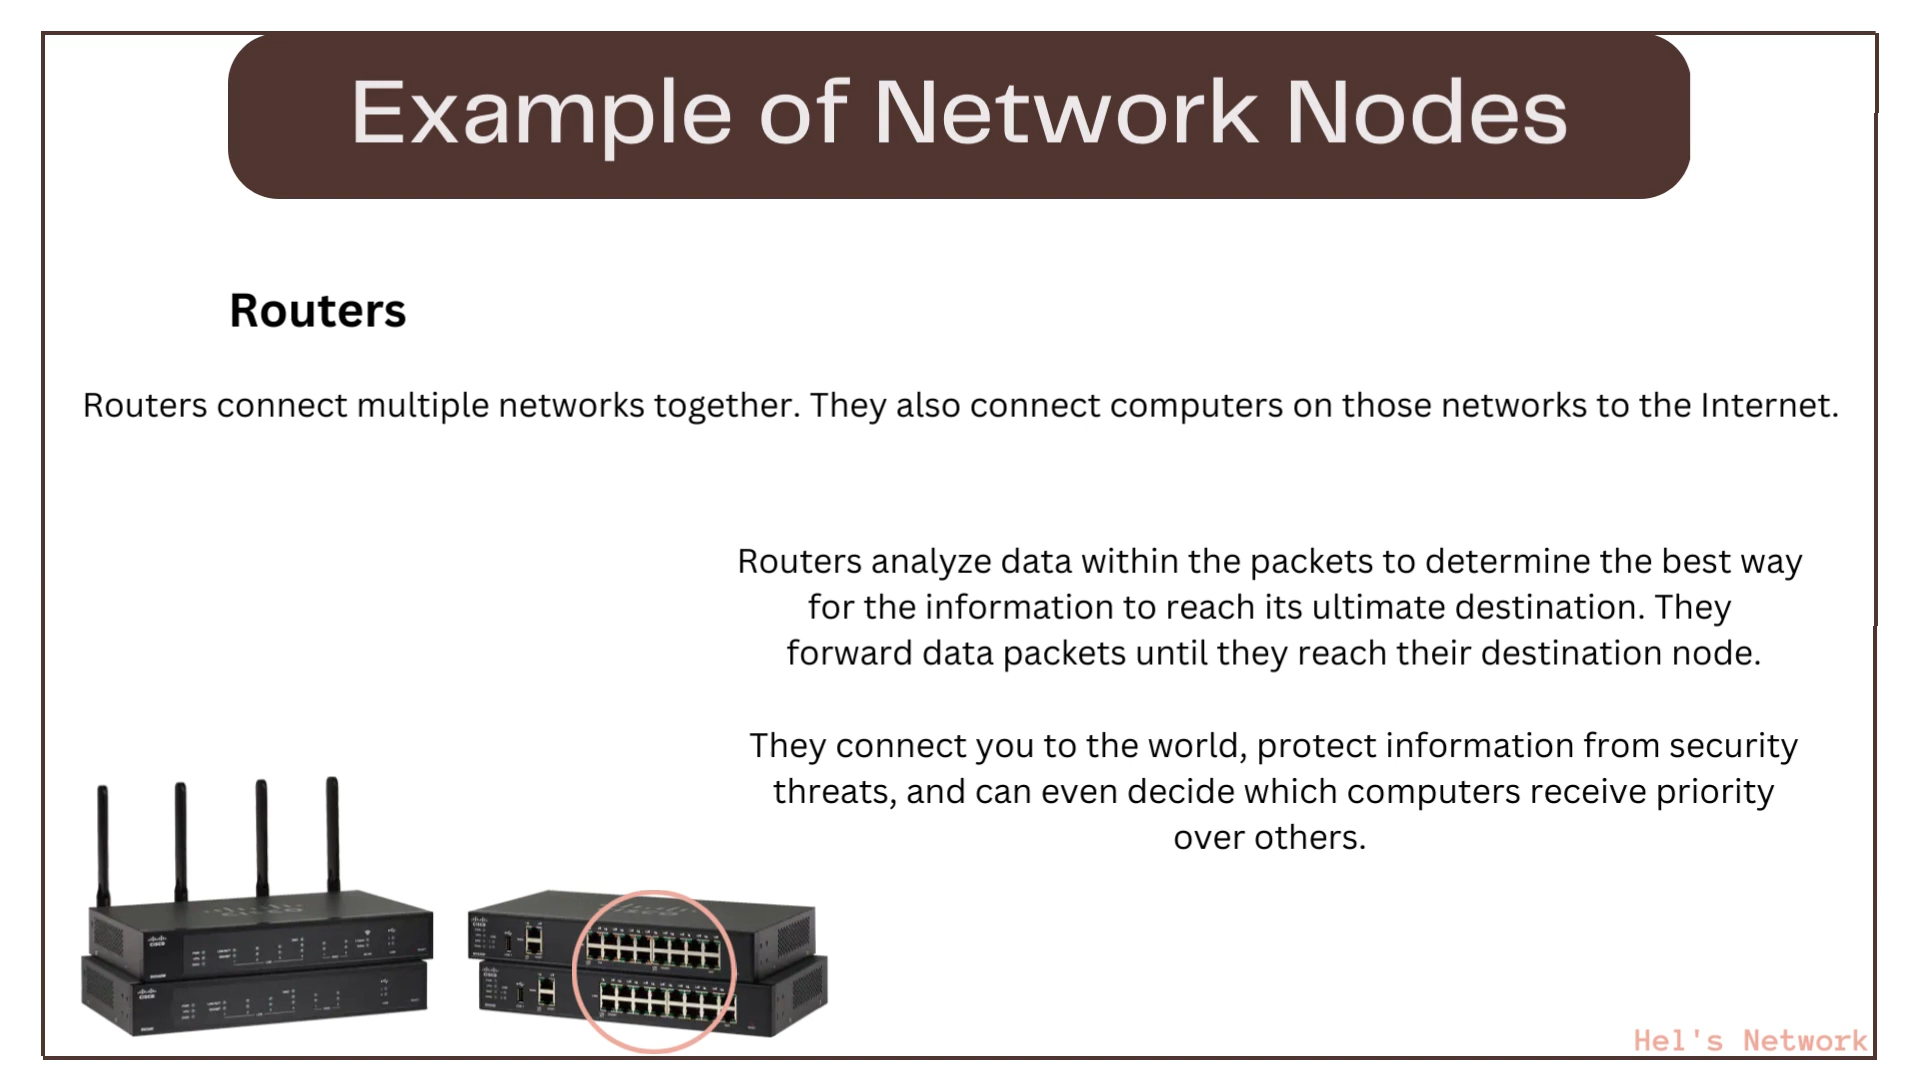 Example of Network Nodes
Routers
Routers connect multiple networks together. They also connect computers on those networks to the Internet.
Routers analyze data within the packets to determine the best way
for the information to reach its ultimate destination. They
forward data packets until they reach their destination node.
They connect you to the world, protect information from security
threats, and can even decide which computers receive priority
over others.
Hel's Network